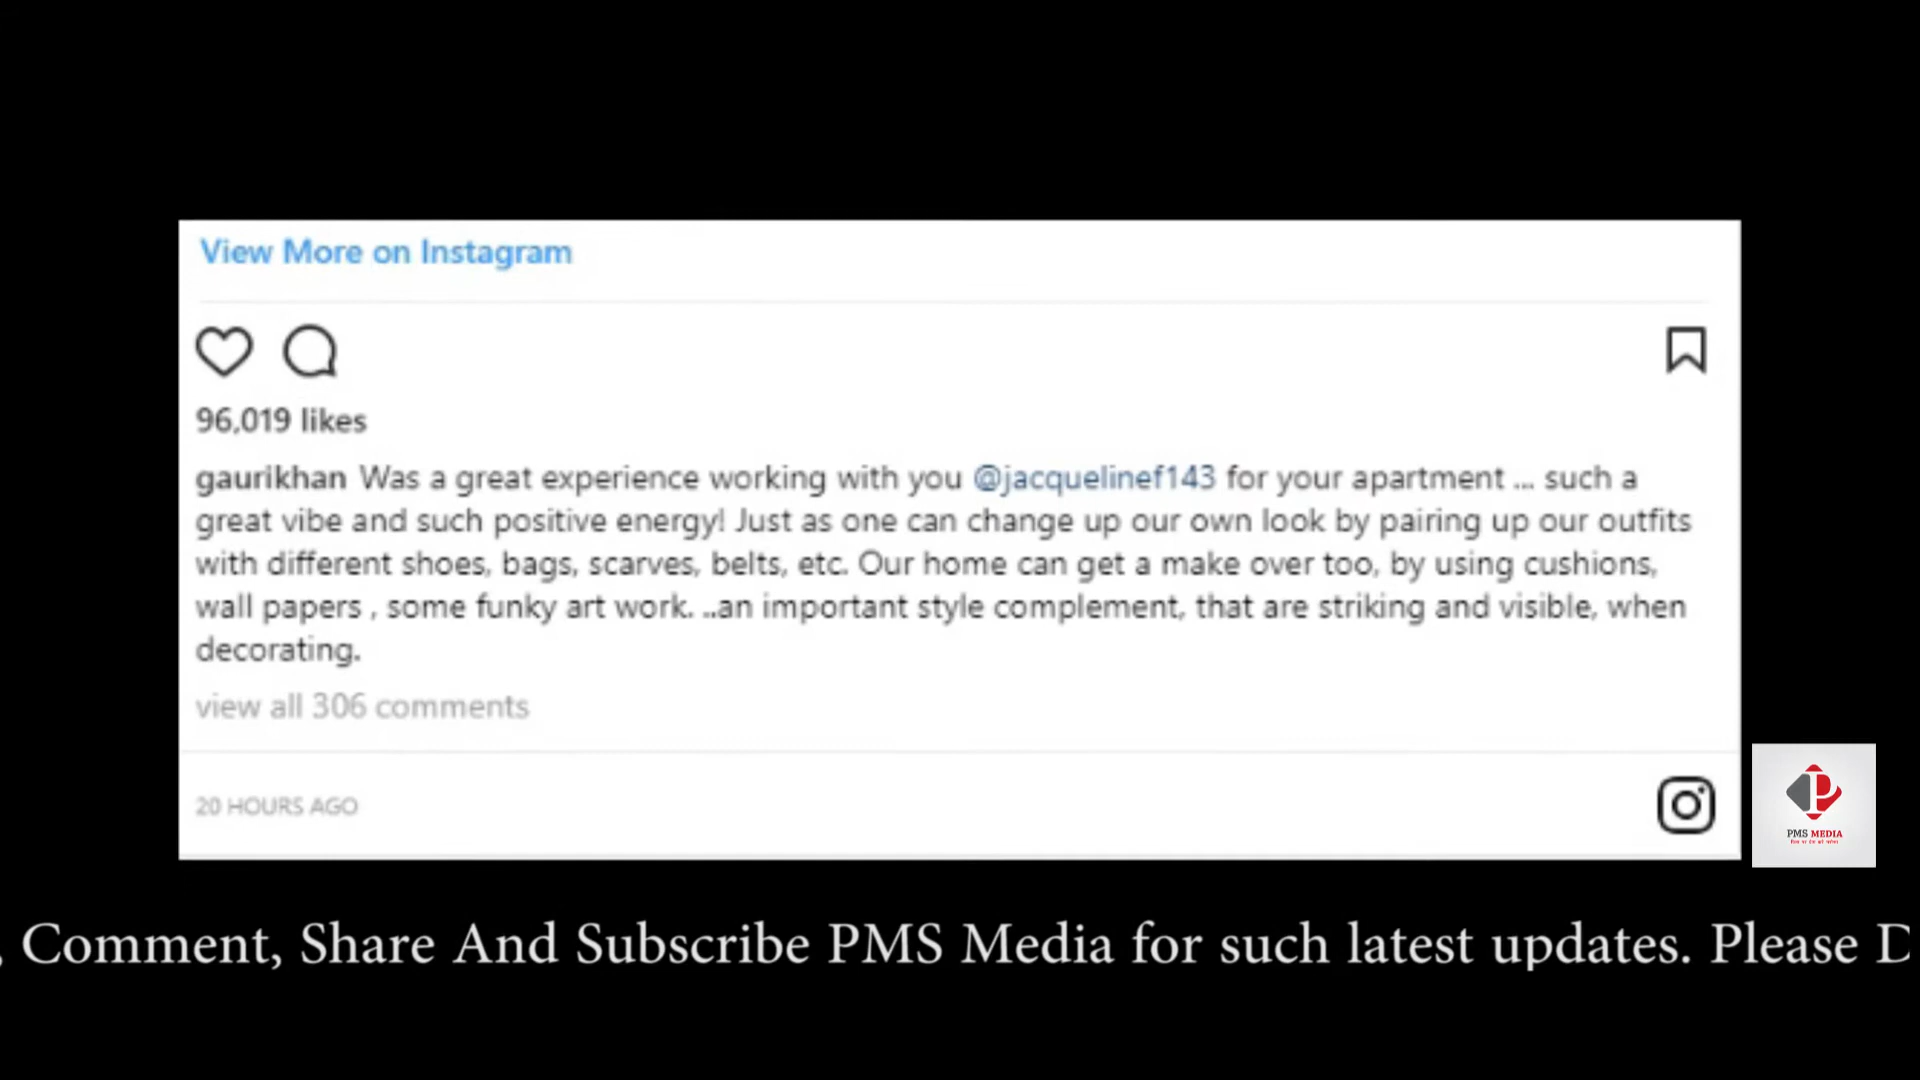 View More on Instagram
96,019 likes
gaurikhan Was a great experience working with you @jacquelinef143 for your apartment ... such a
great vibe and such positive energy! Just as one can change up our own look by pairing up our outfits
with different shoes, bags, scarves, belts, etc. Our home can get a make over too, by using cushions,
wall papers , some funky art work. ..an important style complement, that are striking and visible, when
decorating.
view all 306 comments
20 HOURS AGO
P
PMS MEDIA
, Comment, Share And Subscribe PMS Media for such latest updates. Please D